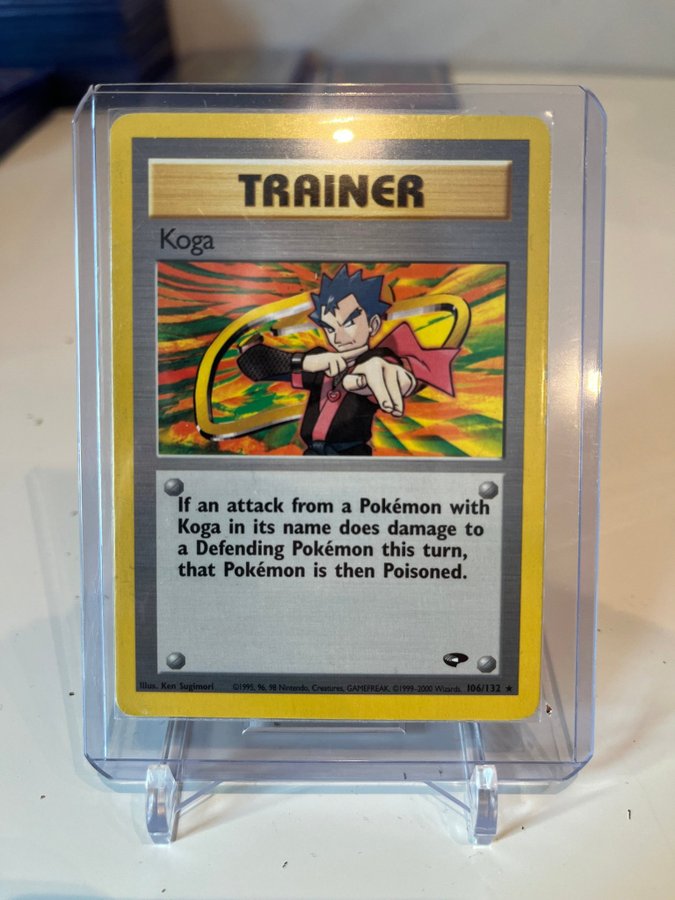 TRAINER
Koga
If an attack from a Pokémon with
Koga in its name does damage to
a Defending Pokémon this turn,
that Pokémon is then Poisoned.
Illus. Ken Sugimori ©1995, 96, 98 Nintendo, Creatures, GAMEFREAK. ©1999-2000 Wizards. 106/132 ★